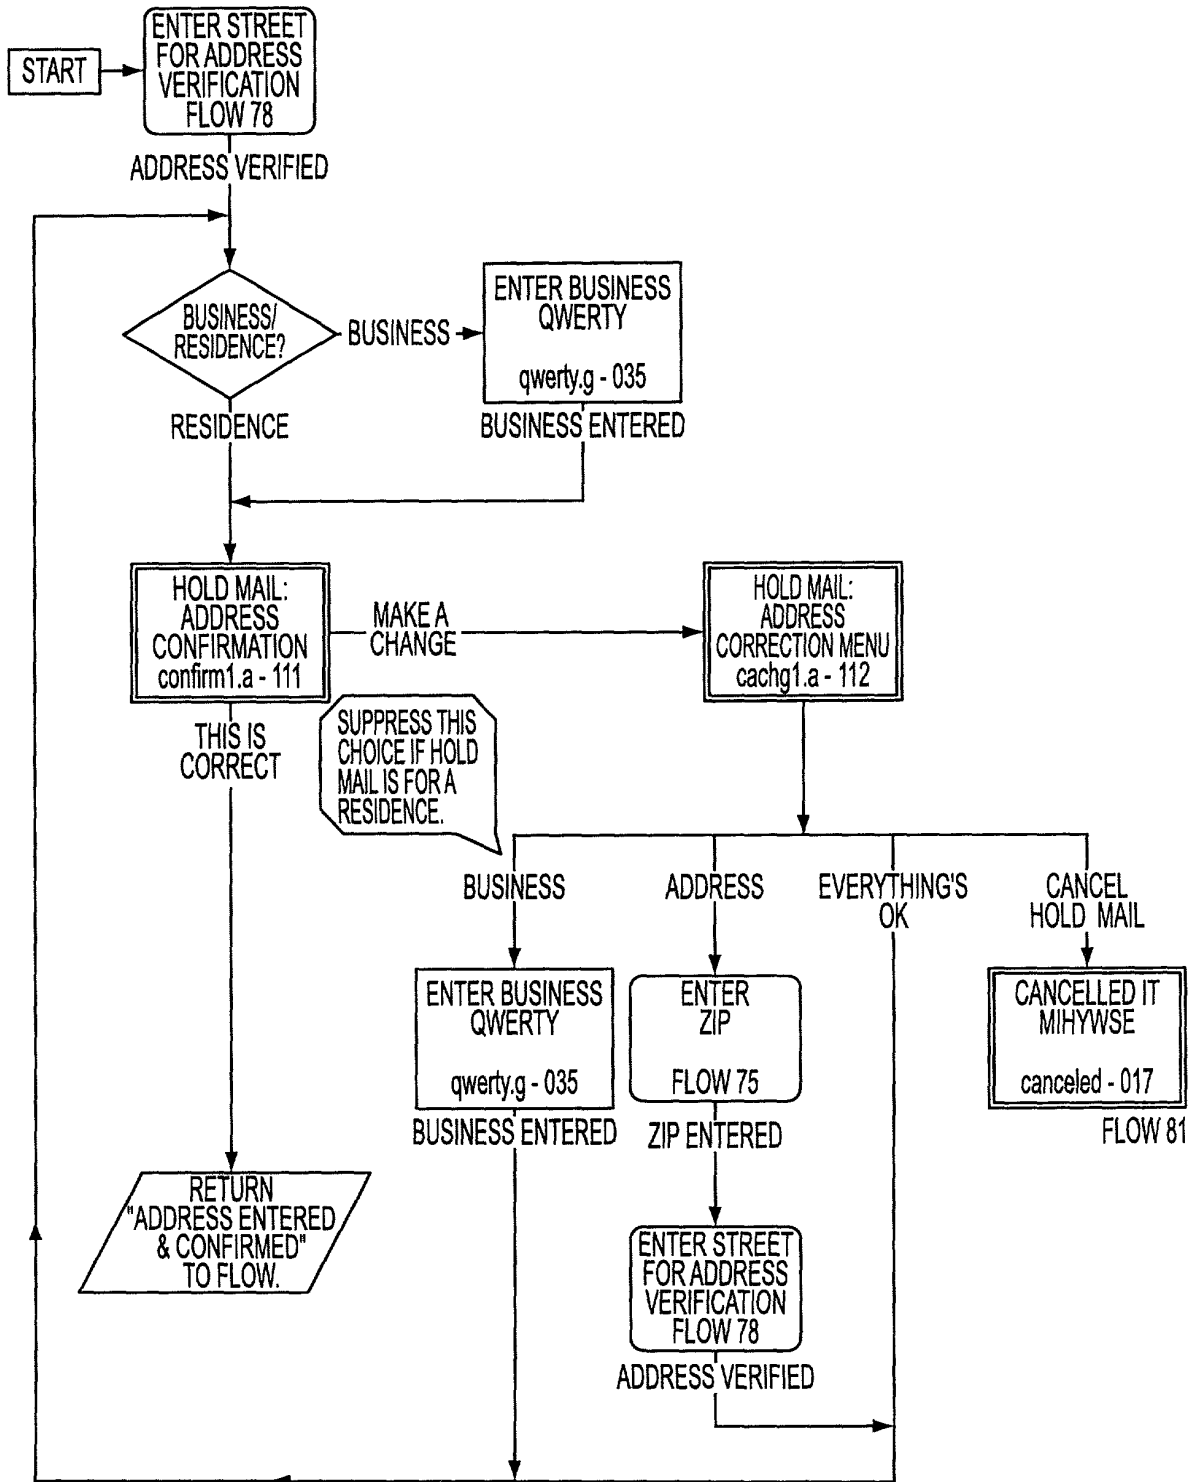 START
ENTER STREET
FOR ADDRESS
VERIFICATION
FLOW 78
ADDRESS VERIFIED
BUSINESS/
RESIDENCE?
BUSINESS
ENTER BUSINESS
QWERTY
qwerty.g - 035
RESIDENCE
BUSINESS ENTERED
HOLD MAIL:
ADDRESS
CONFIRMATION
confirm1.a - 111
MAKE A
CHANGE
HOLD MAIL:
ADDRESS
CORRECTION MENU
cachg1.a - 112
THIS IS
CORRECT
SUPPRESS THIS
CHOICE IF HOLD
MAIL IS FOR A
RESIDENCE.
BUSINESS
ADDRESS
EVERYTHING'S
OK
CANCEL
HOLD MAIL
ENTER BUSINESS
QWERTY
qwerty.g - 035
BUSINESS ENTERED
ENTER
ZIP
FLOW 75
ZIP ENTERED
CANCELLED IT
MIHYWSE
canceled - 017
FLOW 81
RETURN
"ADDRESS ENTERED
& CONFIRMED"
TO FLOW.
ENTER STREET
FOR ADDRESS
VERIFICATION
FLOW 78
ADDRESS VERIFIED